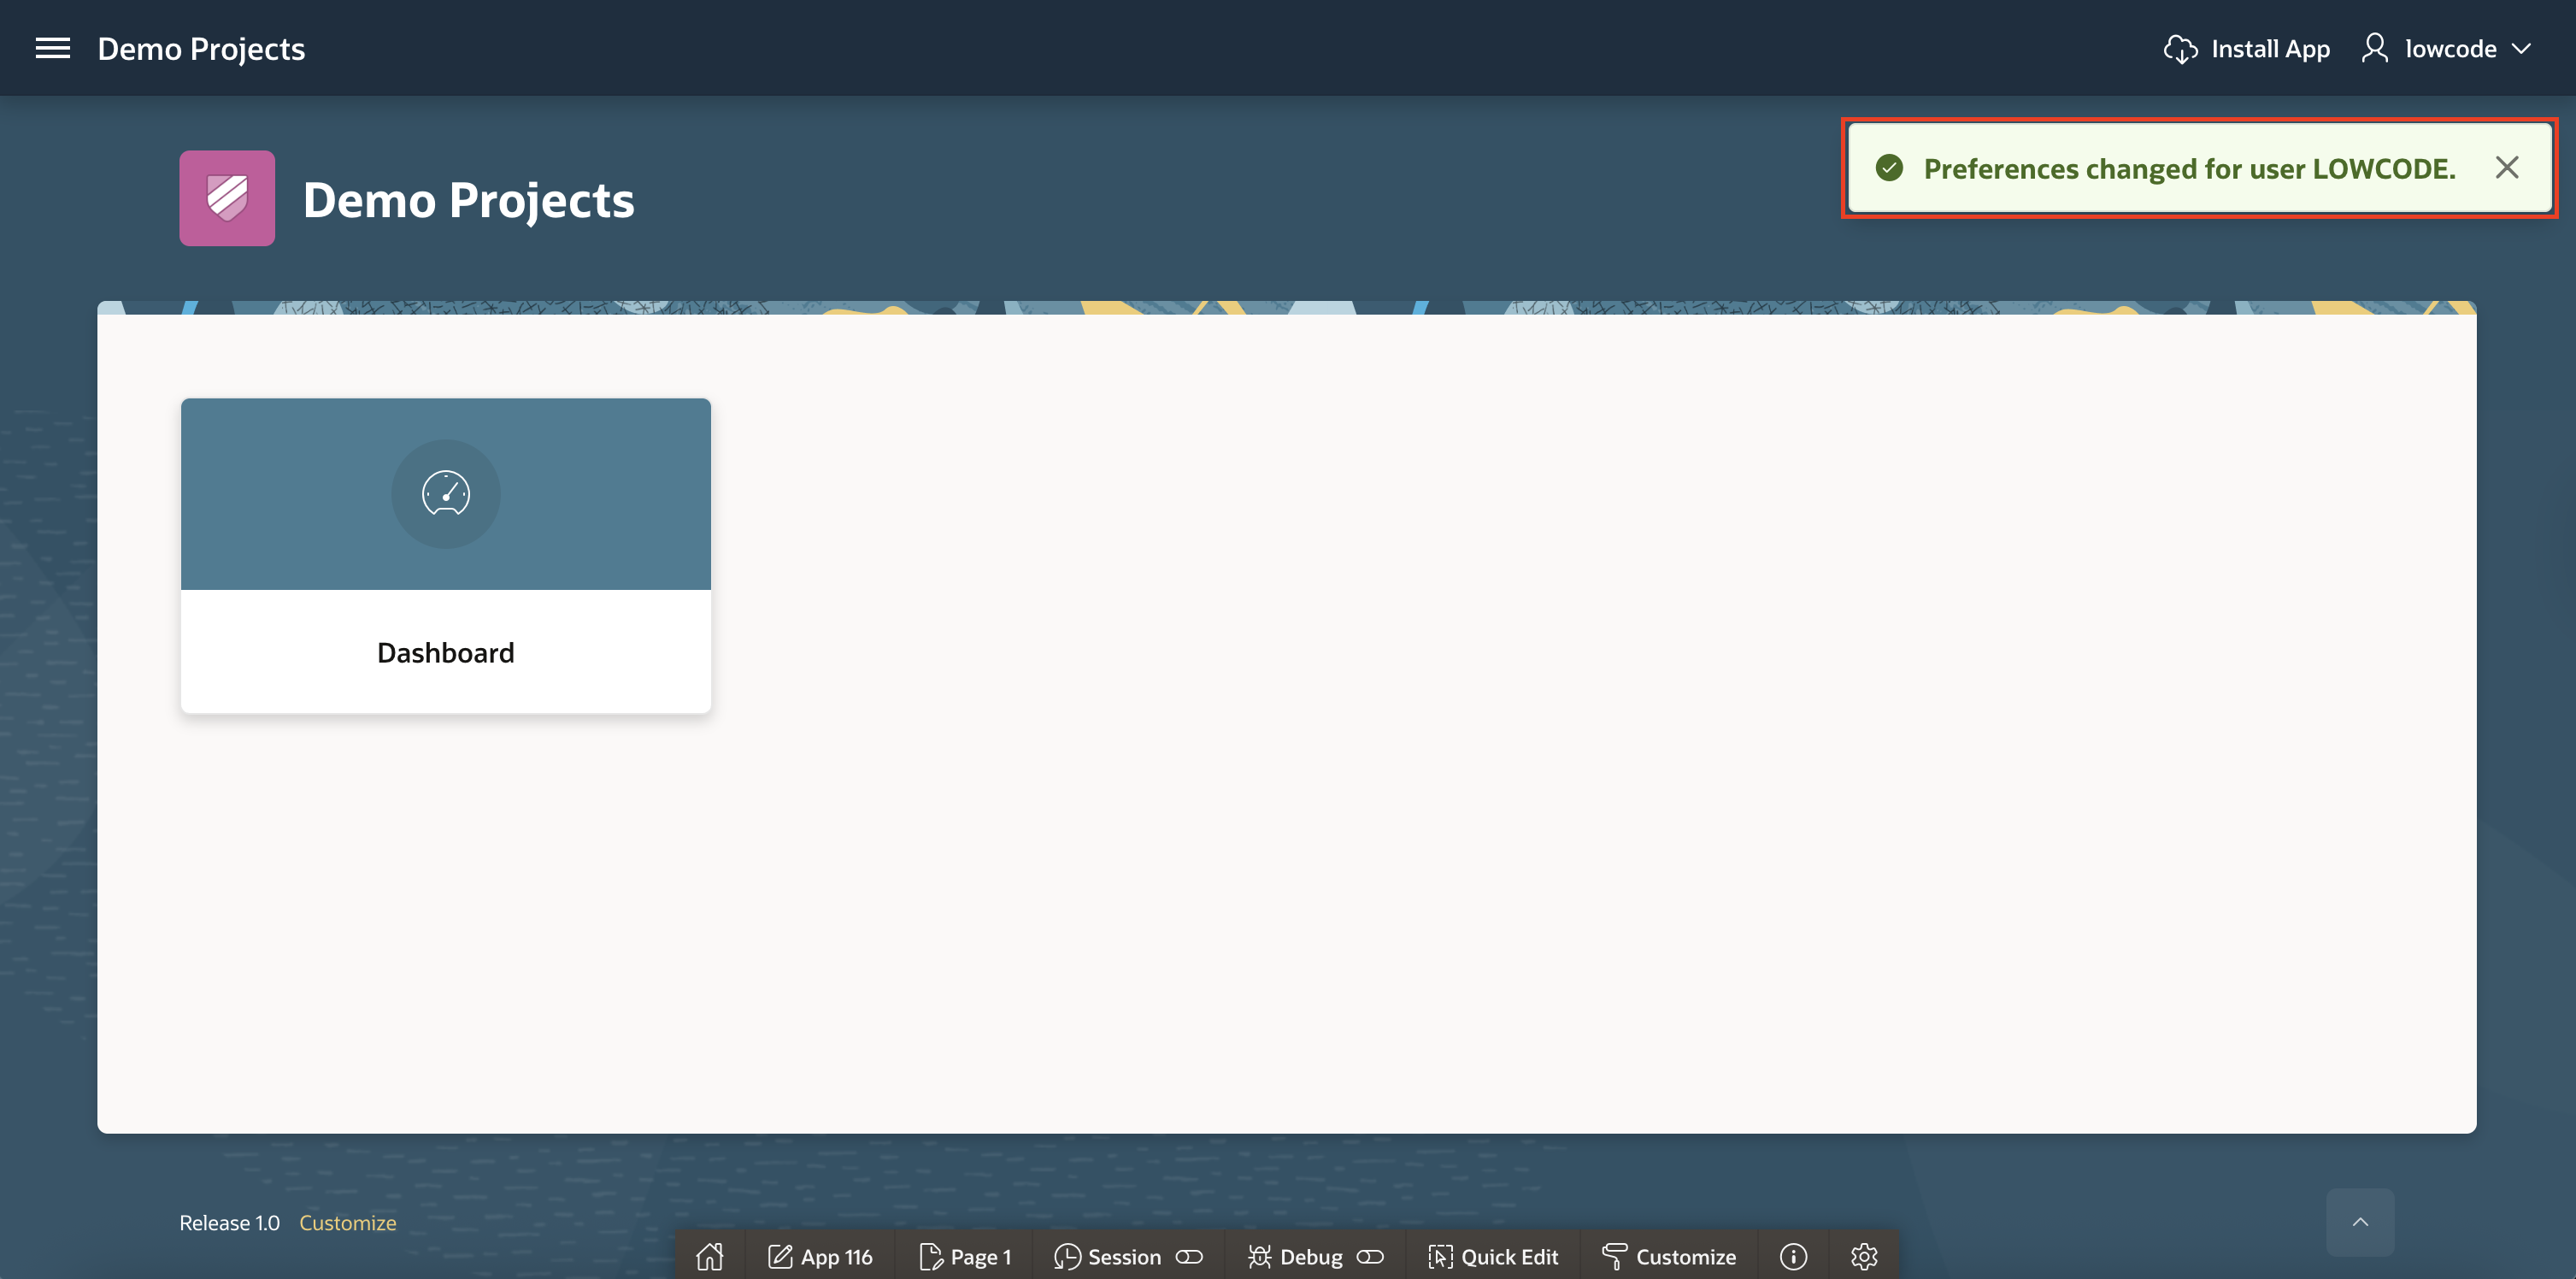 Demo Projects
Install App
lowcode
Preferences changed for user LOWCODE.
Demo Projects
Dashboard
Release 1.0 Customize
App 116 Page 1 Session Debug Quick Edit Customize